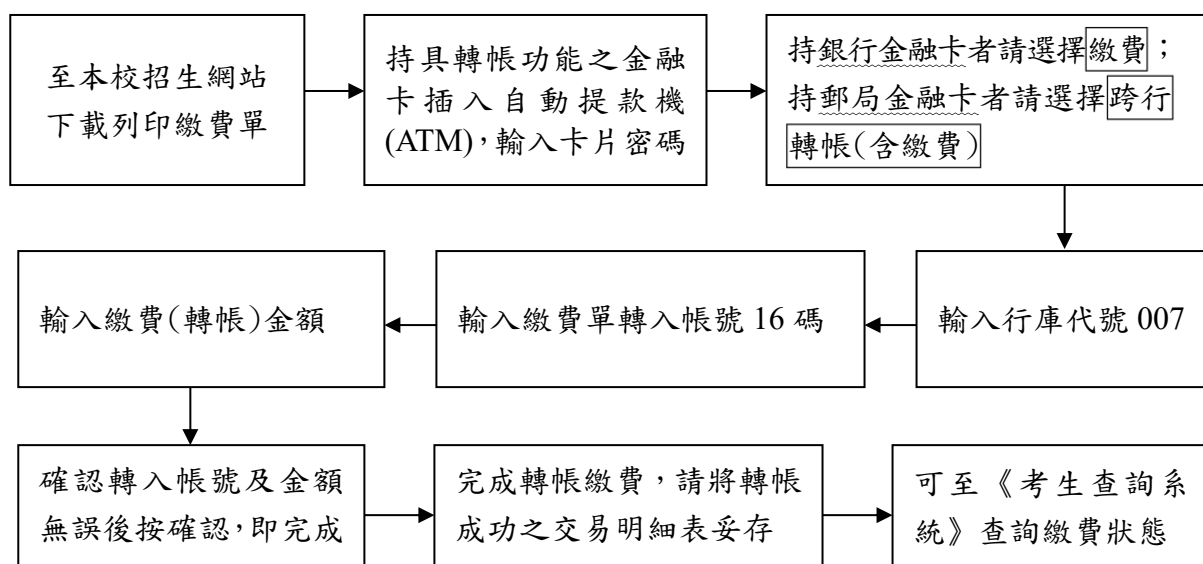 至本校招生網站
下載列印繳費單
持具轉帳功能之金融
卡插入自動提款機
(ATM)，輸入卡片密碼
持銀行金融卡者請選擇繳費；
持郵局金融卡者請選擇跨行
轉帳(含繳費)
輸入行庫代號 007
輸入繳費單轉入帳號 16 碼
輸入繳費(轉帳)金額
確認轉入帳號及金額
無誤後按確認，即完成
完成轉帳繳費，請將轉帳
成功之交易明細表妥存
可至《考生查詢系
統》查詢繳費狀態